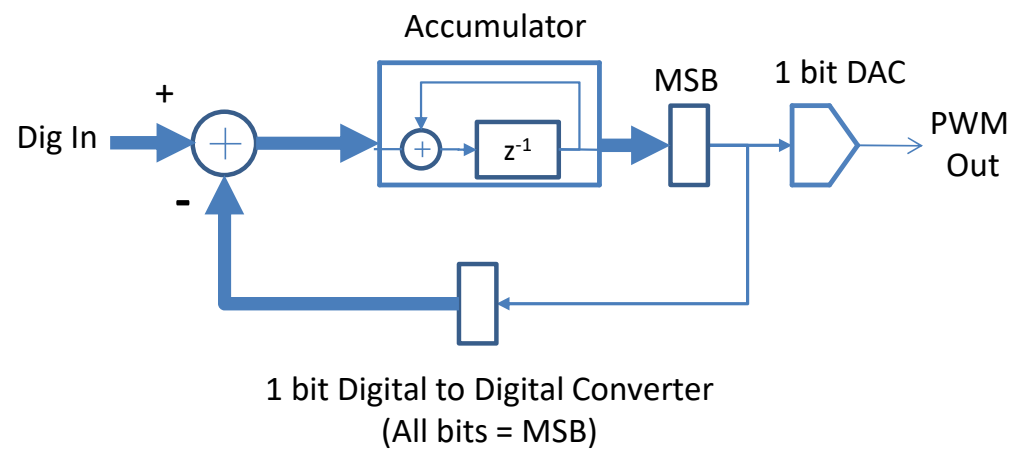 Accumulator
MSB
1 bit DAC
+
Dig In
+
+
z-1
PWM
Out
-
1 bit Digital to Digital Converter
(All bits = MSB)